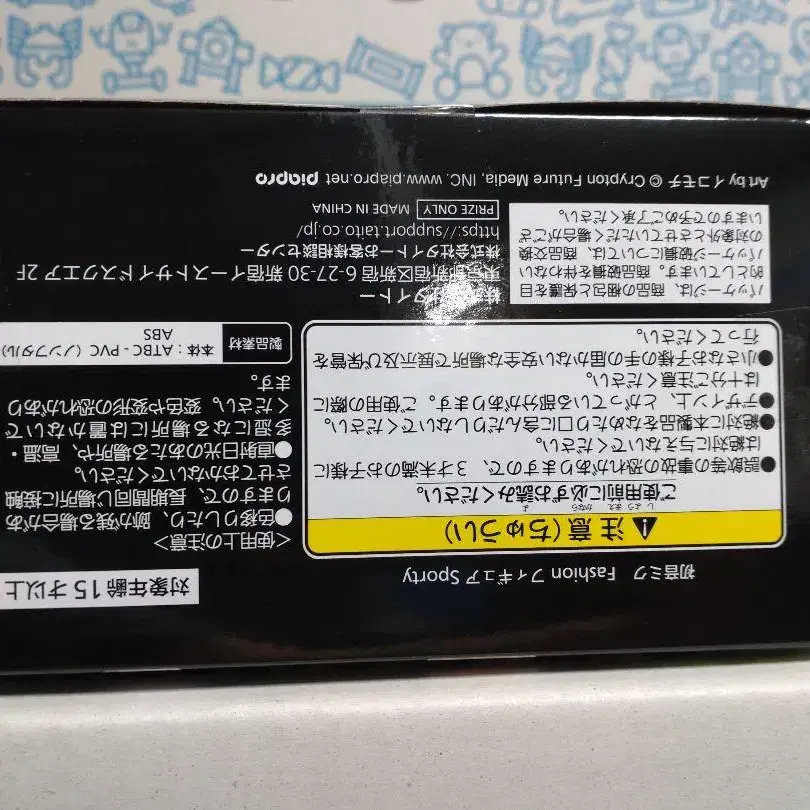 初音ミク Fashion フィギュア Sporty
対象年齢15才以上
注意(ちゅうい)
ご使用前に必ずお読みください。
●誤飲等の事故の恐れがありますので、3才未満のお子様に
は絶対に与えないでください。
●絶対に本製品をなめたり口に含んだりしないでください。
●デザイン上、とがっている部分があります。ご使用の際に
は十分ご注意ください。
●小さなお子様の手の届かない安全な場所で展示及び保管を
行ってください。
<使用上の注意>
●色移りしたり、跡が残る場合があ
りますので、長期間同じ場所に接触
させておかないでください。
●直射日光のあたる場所や、高温・
多湿になる場所には置かないで
ください。変色や変形の恐れがあり
ます。
製品素材
本体:ATBC-PVC(ノンフタル)
ABS
パッケージは、商品の梱包と保護を目
的としています。商品破損を伴わない
パッケージ破損については、商品交換
の対象外とさせていただく場合がござ
いますので予めご了承ください。
株式会社タイトー
東京都新宿区新宿6-27-30 新宿イーストサイドスクエア 2F
株式会社タイトーお客様相談センター
https://support.taito.co.jp/
PRIZE ONLY MADE IN CHINA
Art by イコモチ © Crypton Future Media, INC. www.piapro.net piapro